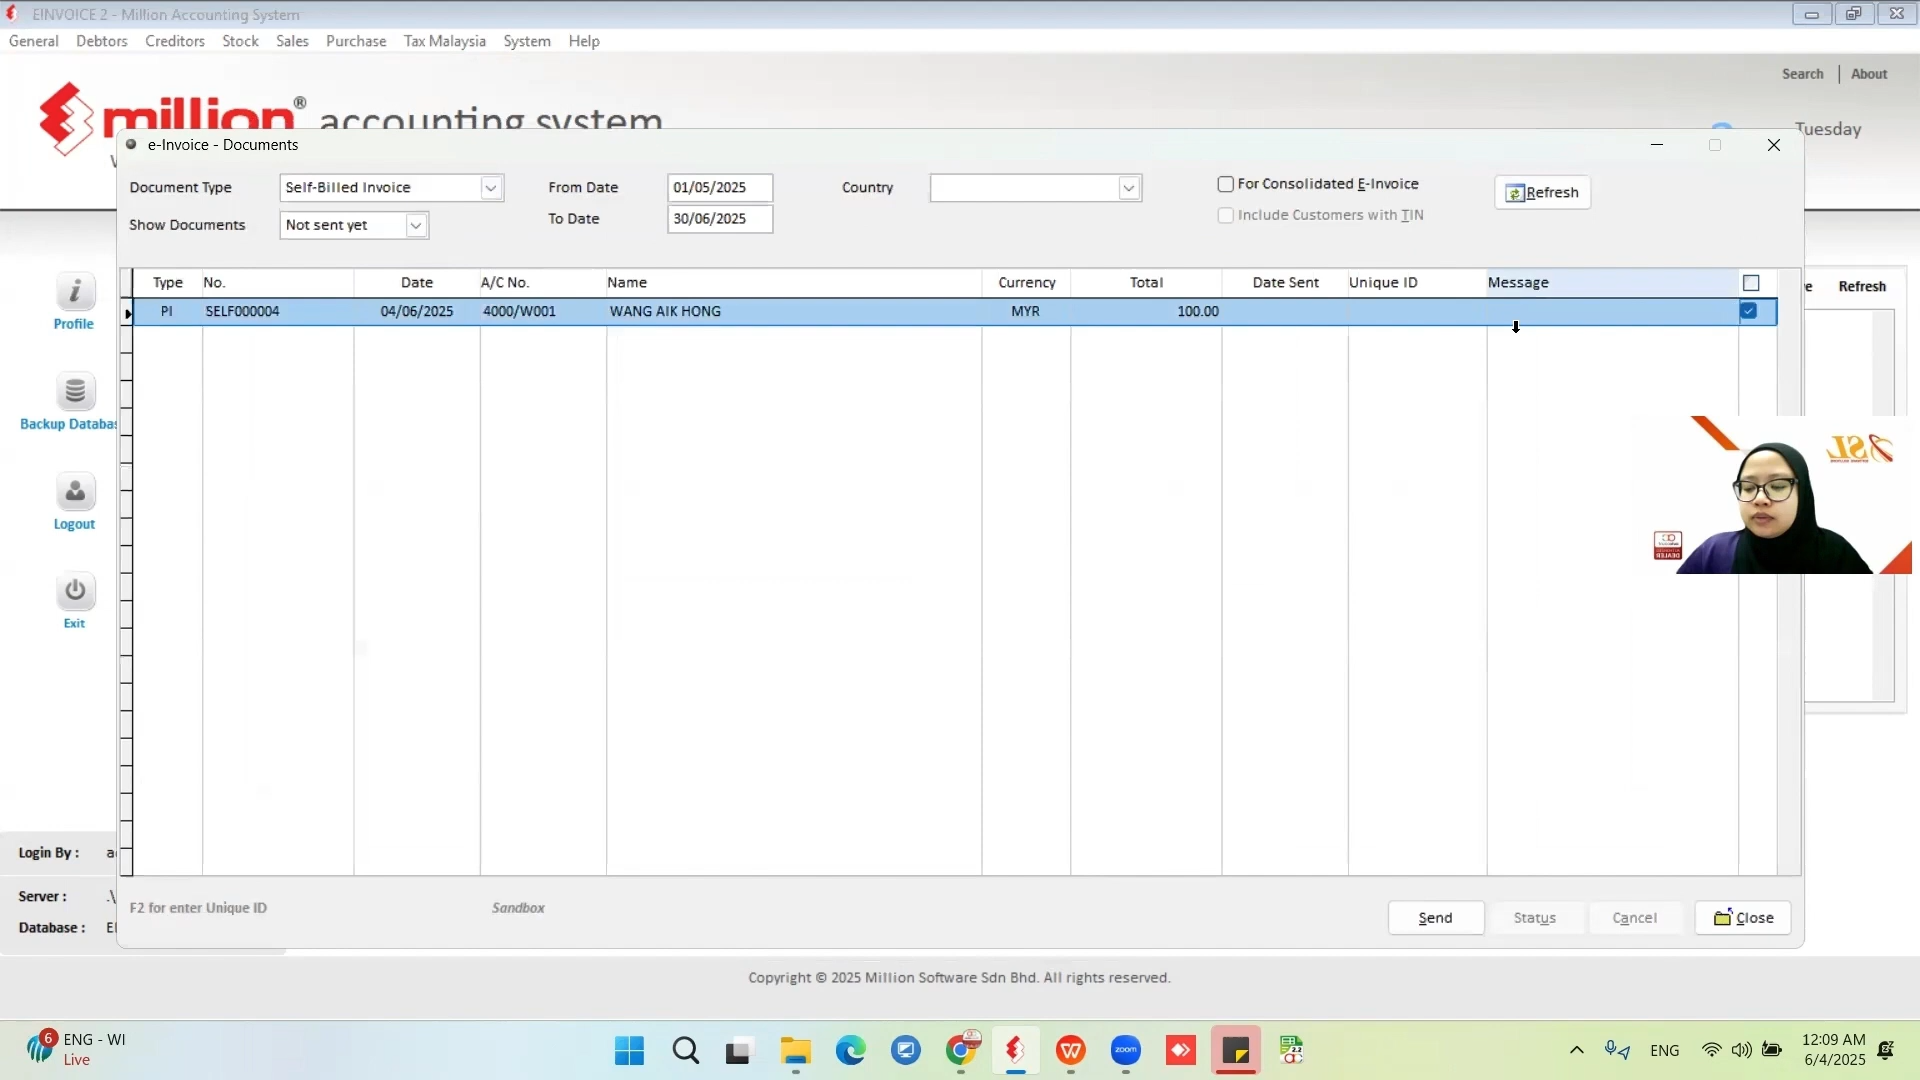 EINVOICE 2 - Million Accounting System
General Debtors Creditors Stock Sales Purchase Tax Malaysia System Help
Search About
million® accounting system
Tuesday
e-Invoice - Documents
Document Type Self-Billed Invoice From Date 01/05/2025 Country For Consolidated E-Invoice Refresh
Show Documents Not sent yet To Date 30/06/2025 Include Customers with TIN
Type No. Date A/C No. Name Currency Total Date Sent Unique ID Message
PI SELF000004 04/06/2025 4000/W001 WANG AIK HONG MYR 100.00
Refresh
Profile
Backup Databas
Logout
Exit
JSL
Login By :
Server : .\
Database :
F2 for enter Unique ID Sandbox Send Status Cancel Close
Copyright © 2025 Million Software Sdn Bhd. All rights reserved.
6 ENG - WI
Live
zoom
2.2
ENG
12:09 AM
6/4/2025